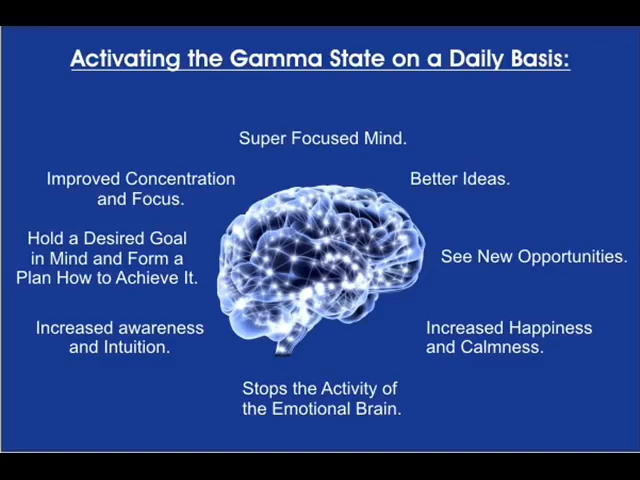 Activating the Gamma State on a Daily Basis:
Super Focused Mind.
Improved Concentration
and Focus.
Better Ideas.
Hold a Desired Goal
in Mind and Form a
Plan How to Achieve It.
See New Opportunities.
Increased awareness
and Intuition.
Increased Happiness
and Calmness.
Stops the Activity of
the Emotional Brain.